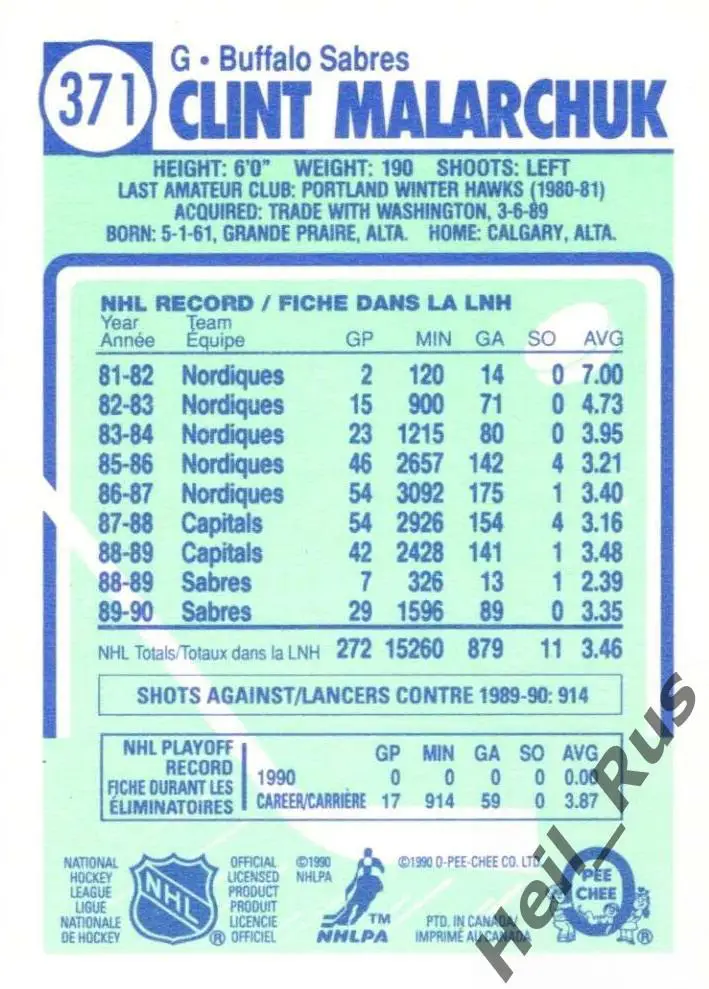 371
G • Buffalo Sabres
CLINT MALARCHUK
HEIGHT: 6'0" WEIGHT: 190 SHOOTS: LEFT
LAST AMATEUR CLUB: PORTLAND WINTER HAWKS (1980-81)
ACQUIRED: TRADE WITH WASHINGTON, 3-6-89
BORN: 5-1-61, GRANDE PRAIRE, ALTA. HOME: CALGARY, ALTA.
NHL RECORD / FICHE DANS LA LNH
Year Team
Année Équipe GP MIN GA SO AVG
81-82 Nordiques 2 120 14 0 7.00
82-83 Nordiques 15 900 71 0 4.73
83-84 Nordiques 23 1215 80 0 3.95
85-86 Nordiques 46 2657 142 4 3.21
86-87 Nordiques 54 3092 175 1 3.40
87-88 Capitals 54 2926 154 4 3.16
88-89 Capitals 42 2428 141 1 3.48
88-89 Sabres 7 326 13 1 2.39
89-90 Sabres 29 1596 89 0 3.35
NHL Totals/Totaux dans la LNH 272 15260 879 11 3.46
SHOTS AGAINST/LANCERS CONTRE 1989-90: 914
NHL PLAYOFF
RECORD
FICHE DURANT LES
ÉLIMINATOIRES
GP MIN GA SO AVG
1990 0 0 0 0 0.00
CAREER/CARRIÈRE 17 914 59 0 3.87
NATIONAL
HOCKEY
LEAGUE
LIGUE
NATIONALE
DE HOCKEY
NHL
®
OFFICIAL
LICENSED
PRODUCT
PRODUIT
LICENCIE
OFFICIEL
©1990
NHLPA
TM
NHLPA
©1990 O-PEE-CHEE CO. LTD.
PTD. IN CANADA/
IMPRIMÉ AU CANADA
O
PEE
CHEE
®
Heil_Rus